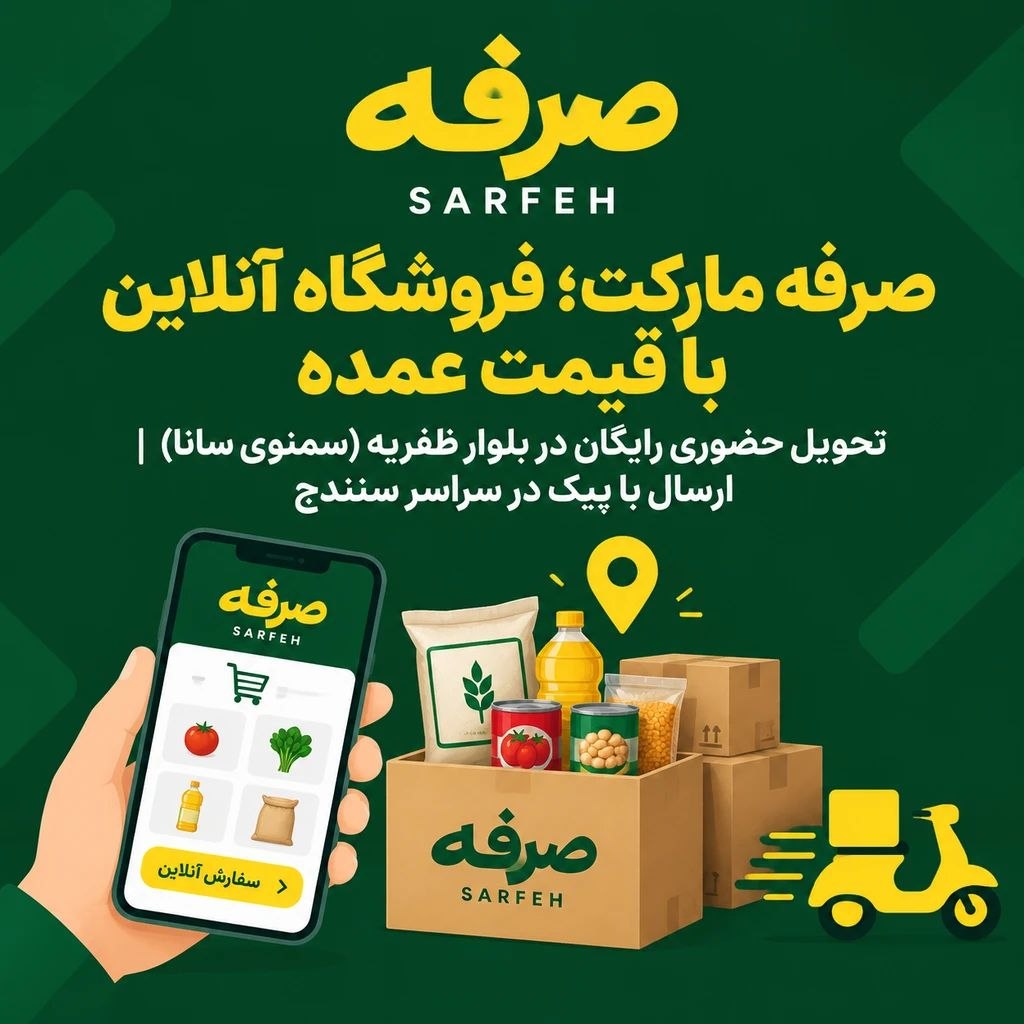 صرفه
SARFEH
صرفه مارکت؛ فروشگاه آنلاین
با قیمت عمده
تحویل حضوری رایگان در بلوار ظفریه (سمنوی سانا) |
ارسال با پیک در سراسر سنندج
صرفه
SARFEH
سفارش آنلاین
صرفه
SARFEH